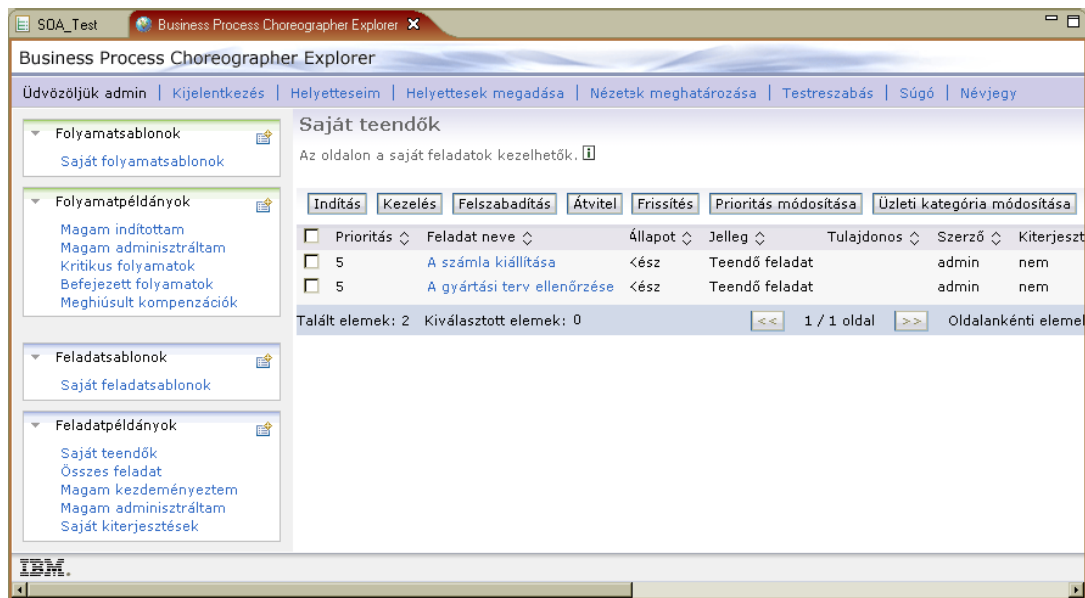 SOA_Test Business Process Choreographer Explorer
Business Process Choreographer Explorer
Üdvözöljük admin | Kijelentkezés | Helyetteseim | Helyettesek megadása | Nézetek meghatározása | Testreszabás | Súgó | Névjegy
Folyamatsablonok
Saját folyamatsablonok
Folyamatpéldányok
Magam indítottam
Magam adminisztráltam
Kritikus folyamatok
Befejezett folyamatok
Meghiúsult kompenzációk
Feladatsablonok
Saját feladatsablonok
Feladatpéldányok
Saját teendők
Összes feladat
Magam kezdeményeztem
Magam adminisztráltam
Saját kiterjesztések
Saját teendők
Az oldalon a saját feladatok kezelhetők.
Indítás Kezelés Felszabadítás Átvitel Frissítés Prioritás módosítása Üzleti kategória módosítása
Prioritás Feladat neve Állapot Jelleg Tulajdonos Szerző Kiterjeszt
5 A számla kiállítása <ész Teendő feladat admin nem
5 A gyártási terv ellenőrzése <ész Teendő feladat admin nem
Talált elemek: 2 Kiválasztott elemek: 0 << 1 / 1 oldal >> Oldalankénti elemek
IBM.